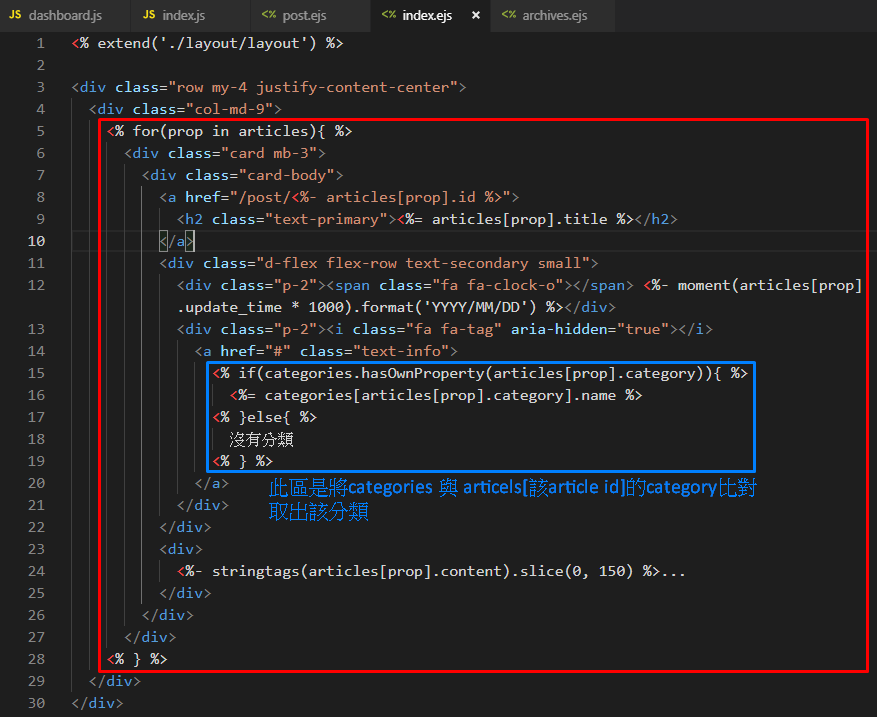 JS dashboard.js JS index.js <% post.ejs <% index.ejs × <% archives.ejs
1 <% extend('./layout/layout') %>
2
3 <div class="row my-4 justify-content-center">
4 <div class="col-md-9">
5 <% for(prop in articles){ %>
6 <div class="card mb-3">
7 <div class="card-body">
8 <a href="/post/<%- articles[prop].id %>">
9 <h2 class="text-primary"><%= articles[prop].title %></h2>
10 </a>
11 <div class="d-flex flex-row text-secondary small">
12 <div class="p-2"><span class="fa fa-clock-o"></span> <%- moment(articles[prop]
.update_time * 1000).format('YYYY/MM/DD') %></div>
13 <div class="p-2"><i class="fa fa-tag" aria-hidden="true"></i>
14 <a href="#" class="text-info">
15 <% if(categories.hasOwnProperty(articles[prop].category)){ %>
16 <%= categories[articles[prop].category].name %>
17 <% }else{ %>
18 沒有分類
19 <% } %>
20 </a>
此區是將categories 與 articels[該article id]的category比對
21 </div>
取出該分類
22 </div>
23 <div>
24 <%- stringtags(articles[prop].content).slice(0, 150) %>...
25 </div>
26 </div>
27 </div>
28 <% } %>
29 </div>
30 </div>